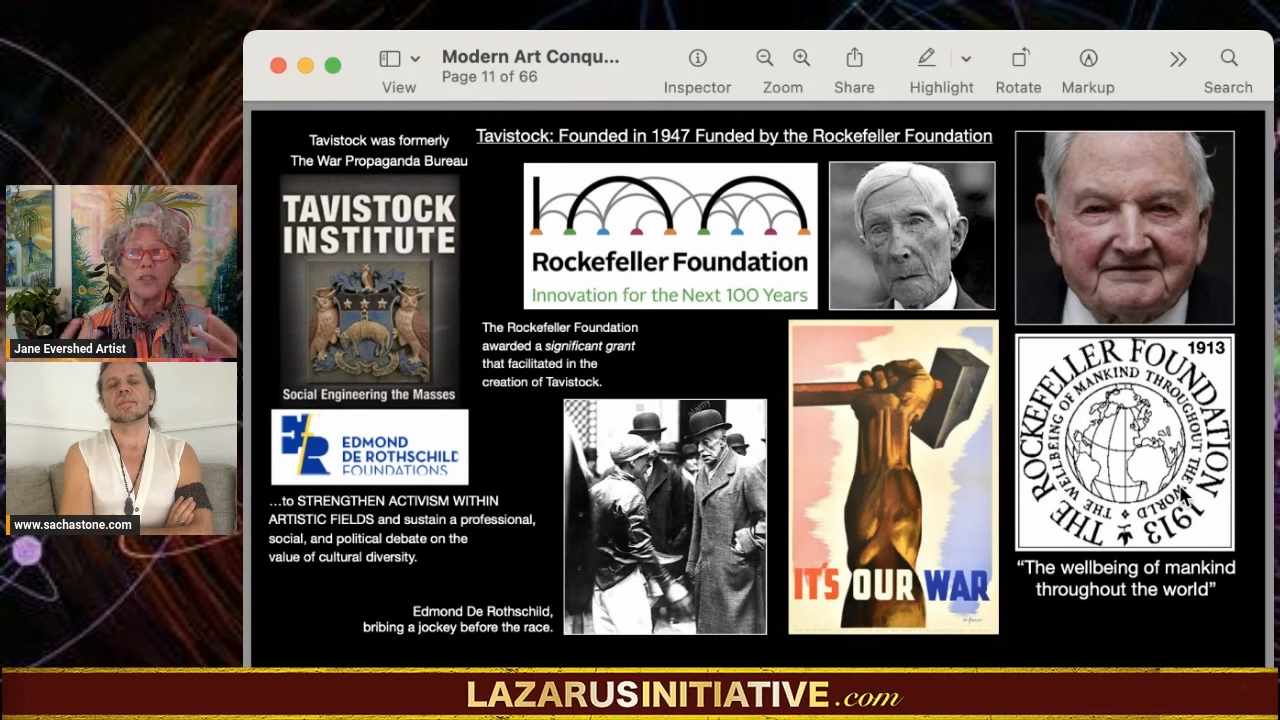 Modern Art Conqu...
Page 11 of 66
View
Inspector
Zoom
Share
Highlight
Rotate
Markup
Search
Tavistock was formerly
The War Propaganda Bureau
TAVISTOCK
INSTITUTE
Social Engineering the Masses
EDMOND
DE ROTHSCHILD
FOUNDATIONS
…to STRENGTHEN ACTIVISM WITHIN
ARTISTIC FIELDS and sustain a professional,
social, and political debate on the
value of cultural diversity.
Tavistock: Founded in 1947 Funded by the Rockefeller Foundation
Rockefeller Foundation
Innovation for the Next 100 Years
The Rockefeller Foundation
awarded a significant grant
that facilitated in the
creation of Tavistock.
Edmond De Rothschild,
bribing a jockey before the race.
alamy
IT'S OUR WAR
1913
THE ROCKEFELLER FOUNDATION 1913
THE WELLBEING OF MANKIND THROUGHOUT THE WORLD
“The wellbeing of mankind
throughout the world”
Jane Evershed Artist
www.sachastone.com
LAZARUSINITIATIVE.com